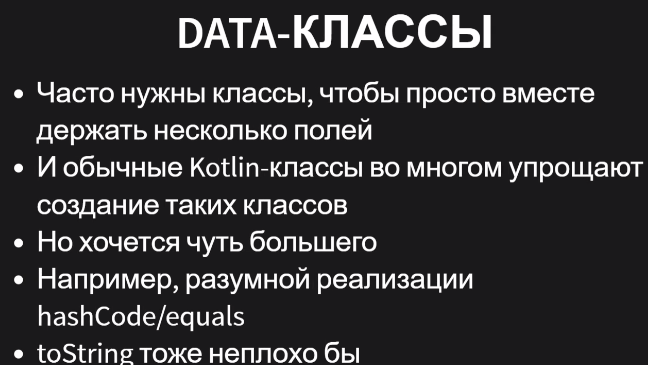 DATA-КЛАССЫ
• Часто нужны классы, чтобы просто вместе
держать несколько полей
• И обычные Kotlin-классы во многом упрощают
создание таких классов
• Но хочется чуть большего
• Например, разумной реализации
hashCode/equals
• toString тоже неплохо бы